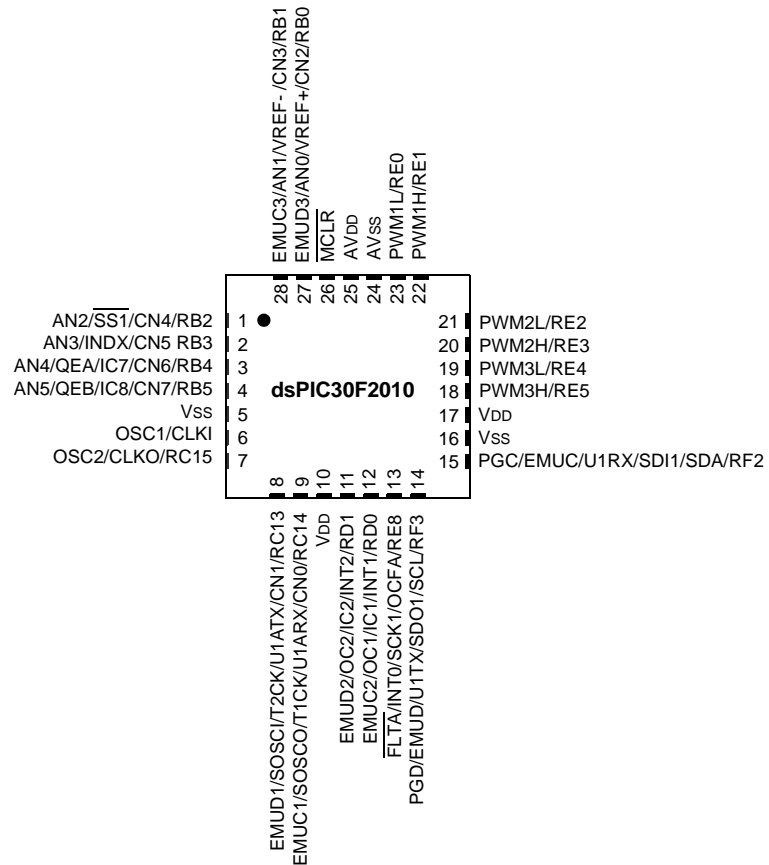 EMUC3/AN1/VREF- /CN3/RB1
EMUD3/AN0/VREF+/CN2/RB0
MCLR
AVDD
AVSS
PWM1L/RE0
PWM1H/RE1
28
27
26
25
24
23
22
AN2/SS1/CN4/RB2 1
AN3/INDX/CN5 RB3 2
AN4/QEA/IC7/CN6/RB4 3
AN5/QEB/IC8/CN7/RB5 4
VSS 5
OSC1/CLKI 6
OSC2/CLKO/RC15 7
dsPIC30F2010
21 PWM2L/RE2
20 PWM2H/RE3
19 PWM3L/RE4
18 PWM3H/RE5
17 VDD
16 VSS
15 PGC/EMUC/U1RX/SDI1/SDA/RF2
8
9
10
11
12
13
14
EMUD1/SOSCI/T2CK/U1ATX/CN1/RC13
EMUC1/SOSCO/T1CK/U1ARX/CN0/RC14
VDD
EMUD2/OC2/IC2/INT2/RD1
EMUC2/OC1/IC1/INT1/RD0
FLTA/INT0/SCK1/OCFA/RE8
PGD/EMUD/U1TX/SDO1/SCL/RF3